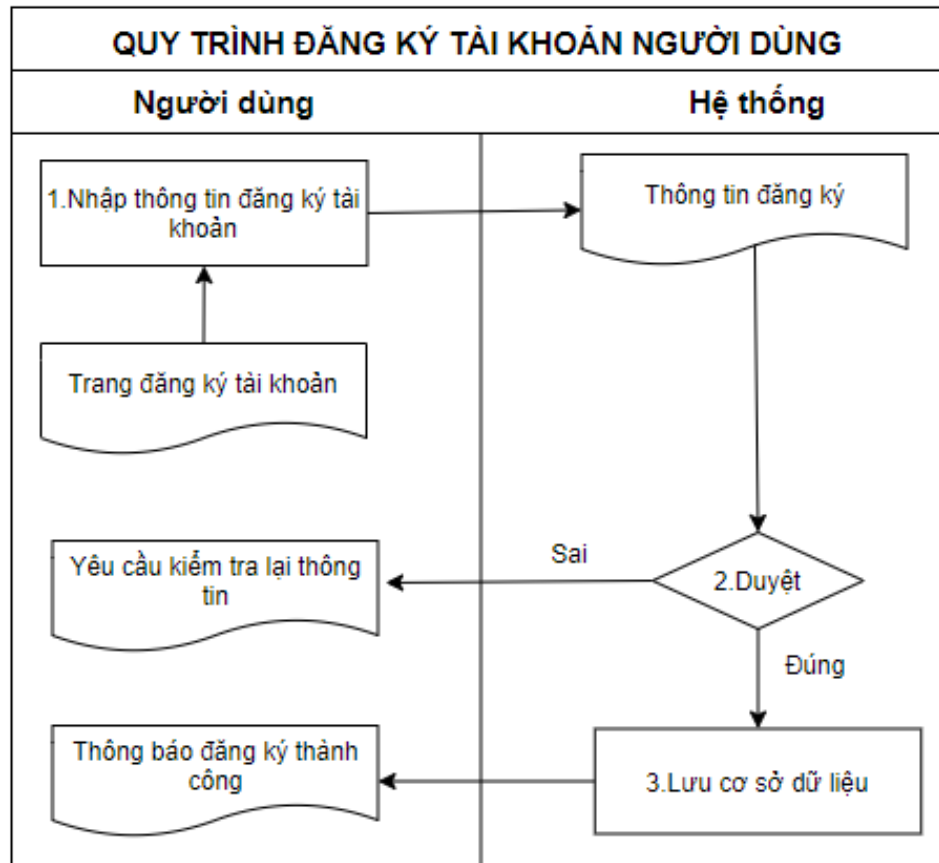 QUY TRÌNH ĐĂNG KÝ TÀI KHOẢN NGƯỜI DÙNG
Người dùng
Hệ thống
1.Nhập thông tin đăng ký tài
khoản
Thông tin đăng ký
Trang đăng ký tài khoản
Yêu cầu kiểm tra lại thông
tin
Sai
2.Duyệt
Đúng
Thông báo đăng ký thành
công
3.Lưu cơ sở dữ liệu